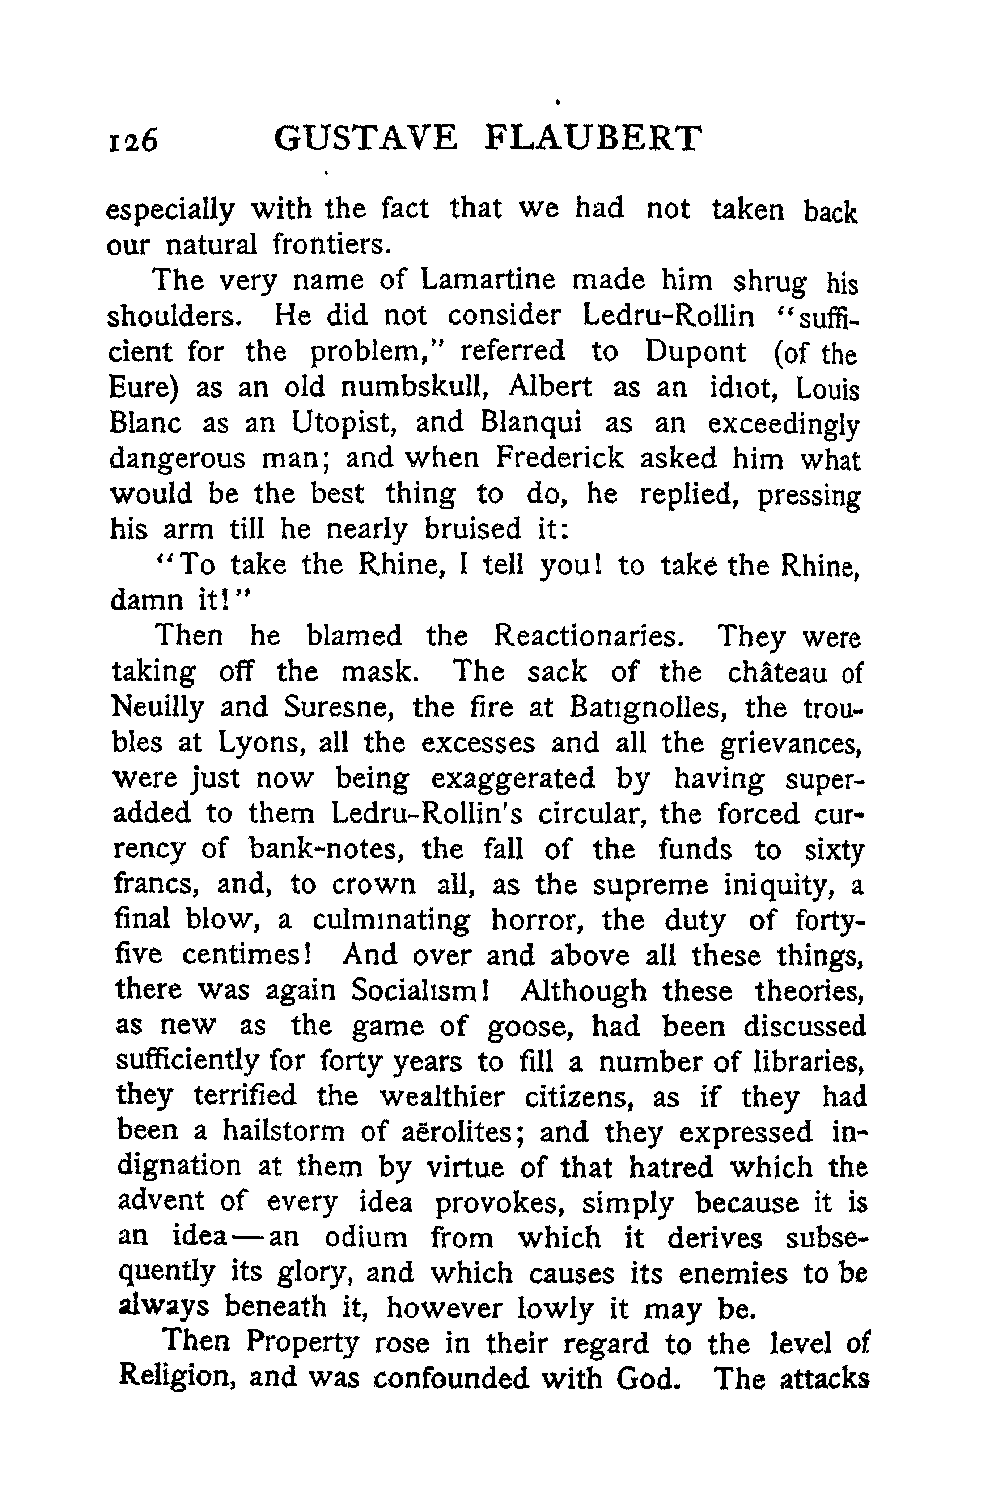 126 GUSTAVE FLAUBERT
especially with the fact that we had not taken back
our natural frontiers.
The very name of Lamartine made him shrug his
shoulders. He did not consider Ledru-Rollin "suffi-
cient for the problem," referred to Dupont (of the
Eure) as an old numbskull, Albert as an idiot, Louis
Blanc as an Utopist, and Blanqui as an exceedingly
dangerous man; and when Frederick asked him what
would be the best thing to do, he replied, pressing
his arm till he nearly bruised it:
"To take the Rhine, I tell you! to take the Rhine,
damn it!"
Then he blamed the Reactionaries. They were
taking off the mask. The sack of the château of
Neuilly and Suresne, the fire at Batignolles, the trou-
bles at Lyons, all the excesses and all the grievances,
were just now being exaggerated by having super-
added to them Ledru-Rollin's circular, the forced cur-
rency of bank-notes, the fall of the funds to sixty
francs, and, to crown all, as the supreme iniquity, a
final blow, a culminating horror, the duty of forty-
five centimes! And over and above all these things,
there was again Socialism! Although these theories,
as new as the game of goose, had been discussed
sufficiently for forty years to fill a number of libraries,
they terrified the wealthier citizens, as if they had
been a hailstorm of aërolites; and they expressed in-
dignation at them by virtue of that hatred which the
advent of every idea provokes, simply because it is
an idea—an odium from which it derives subse-
quently its glory, and which causes its enemies to be
always beneath it, however lowly it may be.
Then Property rose in their regard to the level of
Religion, and was confounded with God. The attacks